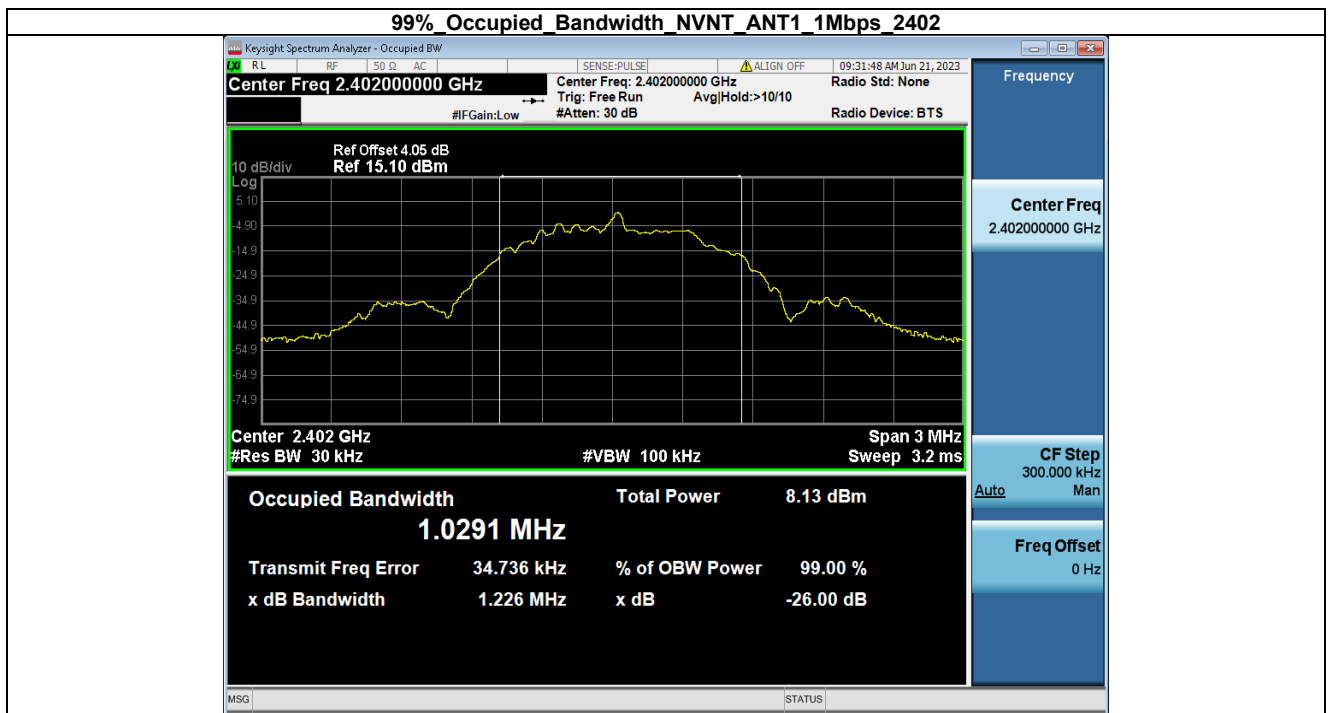 99%_Occupied_Bandwidth_NVNT_ANT1_1Mbps_2402
Keysight Spectrum Analyzer - Occupied BW
LXI RL RF 50 Ω AC SENSE:PULSE ALIGN OFF 09:31:48 AM Jun 21, 2023
Center Freq 2.402000000 GHz
Center Freq: 2.402000000 GHz Radio Std: None
Trig: Free Run Avg|Hold:>10/10
#IFGain:Low #Atten: 30 dB Radio Device: BTS
Ref Offset 4.05 dB
10 dB/div Ref 15.10 dBm
Log
5.10
-4.90
-14.9
-24.9
-34.9
-44.9
-54.9
-64.9
-74.9
Center 2.402 GHz Span 3 MHz
#Res BW 30 kHz #VBW 100 kHz Sweep 3.2 ms
Occupied Bandwidth Total Power 8.13 dBm
1.0291 MHz
Transmit Freq Error 34.736 kHz % of OBW Power 99.00 %
x dB Bandwidth 1.226 MHz x dB -26.00 dB
MSG STATUS
Frequency
Center Freq
2.402000000 GHz
CF Step
300.000 kHz
Auto Man
Freq Offset
0 Hz